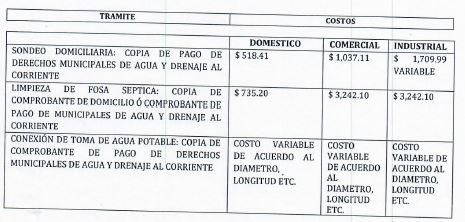 TRAMITE COSTOS
DOMESTICO COMERCIAL INDUSTRIAL
SONDEO DOMICILIARIA: COPIA DE PAGO DE $ 518.41 $ 1,037.11 $ 1,709.99
DERECHOS MUNICIPALES DE AGUA Y DRENAJE AL VARIABLE
CORRIENTE
LIMPIEZA DE FOSA SEPTICA: COPIA DE $ 735.20 $ 3,242.10 $ 3,242.10
COMPROBANTE DE DOMICILIO Ó COMPROBANTE DE
PAGO DE MUNICIPALES DE AGUA Y DRENAJE AL
CORRIENTE
CONEXIÓN DE TOMA DE AGUA POTABLE: COPIA DE COSTO VARIABLE COSTO COSTO
COMPROBANTE DE PAGO DE DERECHOS DE ACUERDO AL VARIABLE VARIABLE DE
MUNICIPALES DE AGUA Y DRENAJE AL CORRIENTE DIAMETRO, DE ACUERDO ACUERDO AL
LONGITUD ETC. AL DIAMETRO,
DIAMETRO, LONGITUD
LONGITUD ETC.
ETC.